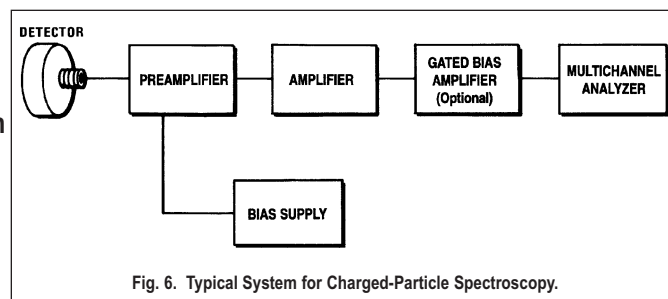 DETECTOR
PREAMPLIFIER
AMPLIFIER
GATED BIAS
AMPLIFIER
(Optional)
MULTICHANNEL
ANALYZER
BIAS SUPPLY
Fig. 6. Typical System for Charged-Particle Spectroscopy.